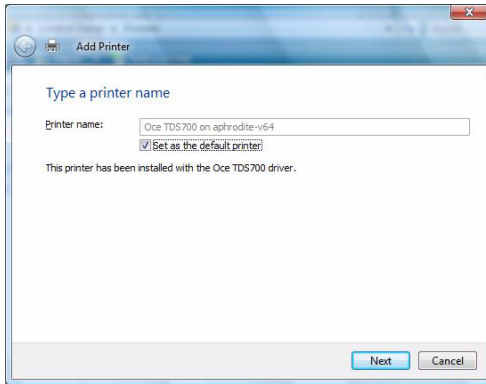 Add Printer
Type a printer name
Printer name:
Oce TDS700 on aphrodite-v64
Set as the default printer
This printer has been installed with the Oce TDS700 driver.
Next
Cancel